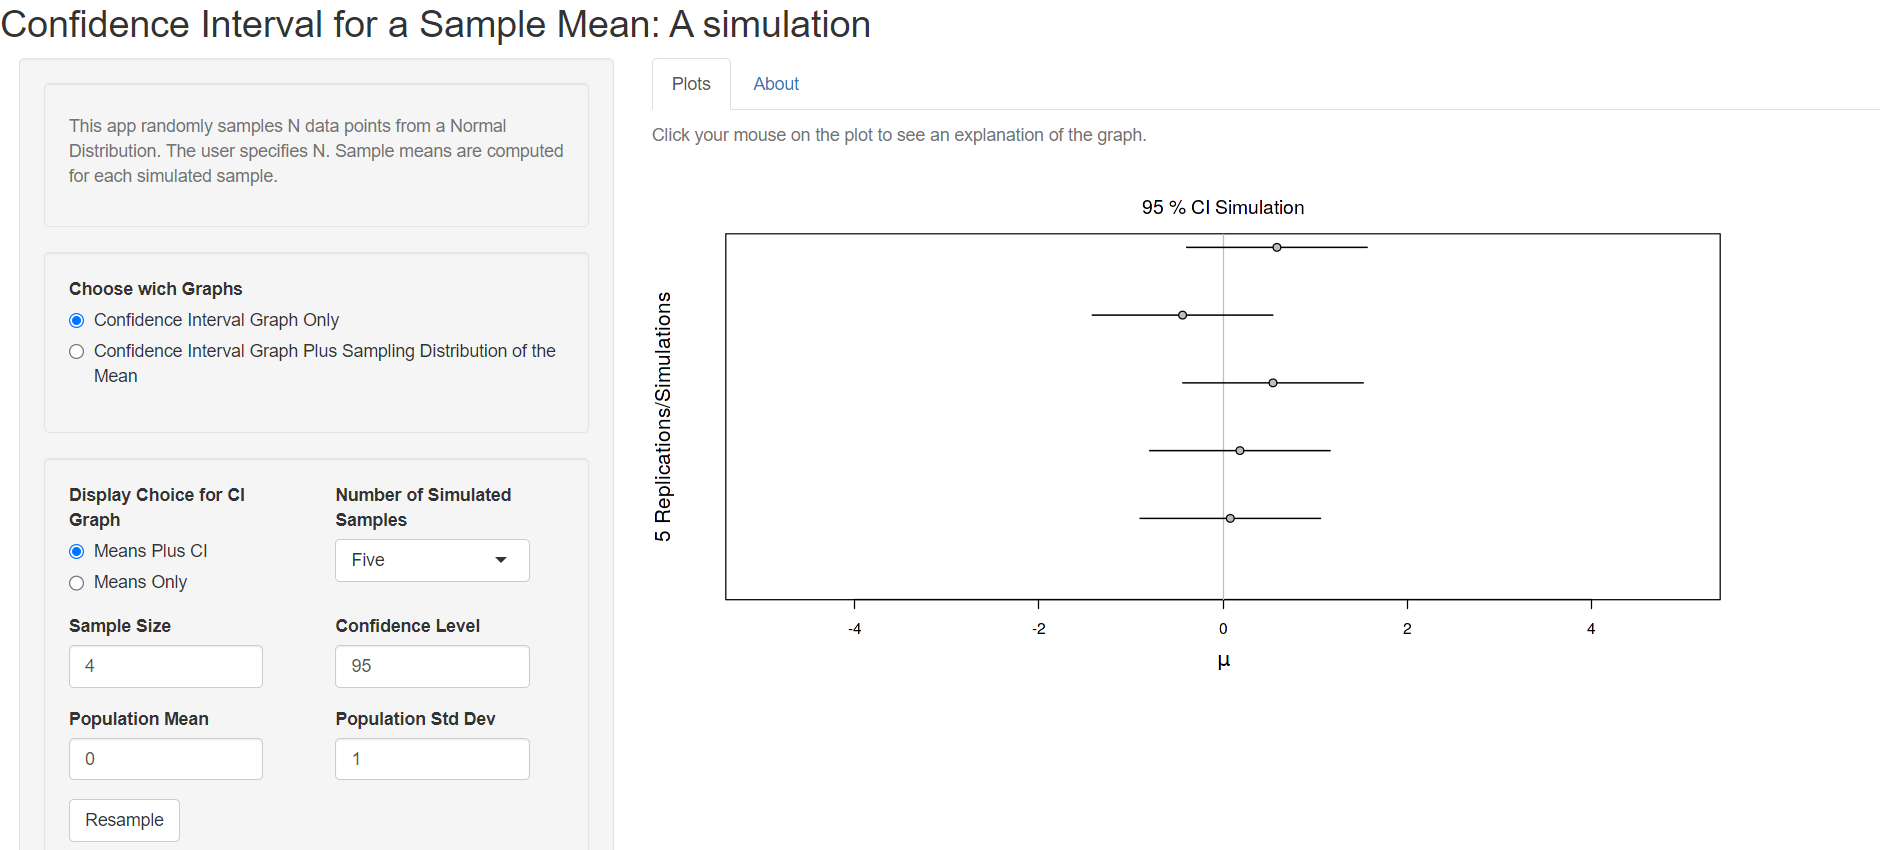 Confidence Interval for a Sample Mean: A simulation
This app randomly samples N data points from a Normal
Distribution. The user specifies N. Sample means are computed
for each simulated sample.
Choose wich Graphs
Confidence Interval Graph Only
Confidence Interval Graph Plus Sampling Distribution of the
Mean
Display Choice for CI
Graph
Means Plus CI
Means Only
Number of Simulated
Samples
Five
Sample Size
4
Confidence Level
95
Population Mean
0
Population Std Dev
1
Resample
Plots
About
Click your mouse on the plot to see an explanation of the graph.
95 % CI Simulation
5 Replications/Simulations
-4 -2 0 2 4
μ